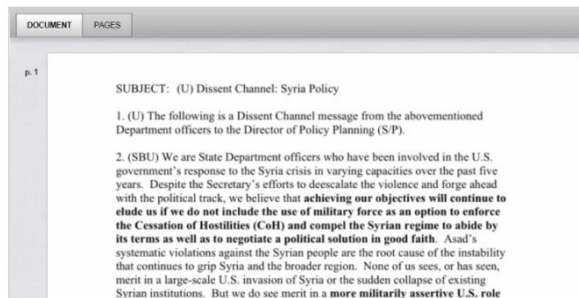 DOCUMENT PAGES
p. 1
SUBJECT: (U) Dissent Channel: Syria Policy
1. (U) The following is a Dissent Channel message from the abovementioned
Department officers to the Director of Policy Planning (S/P).
2. (SBU) We are State Department officers who have been involved in the U.S.
government's response to the Syria crisis in varying capacities over the past five
years. Despite the Secretary's efforts to deescalate the violence and forge ahead
with the political track, we believe that achieving our objectives will continue to
elude us if we do not include the use of military force as an option to enforce
the Cessation of Hostilities (CoH) and compel the Syrian regime to abide by
its terms as well as to negotiate a political solution in good faith. Asad's
systematic violations against the Syrian people are the root cause of the instability
that continues to grip Syria and the broader region. None of us sees, or has seen,
merit in a large-scale U.S. invasion of Syria or the sudden collapse of existing
Syrian institutions. But we do see merit in a more militarily assertive U.S. role